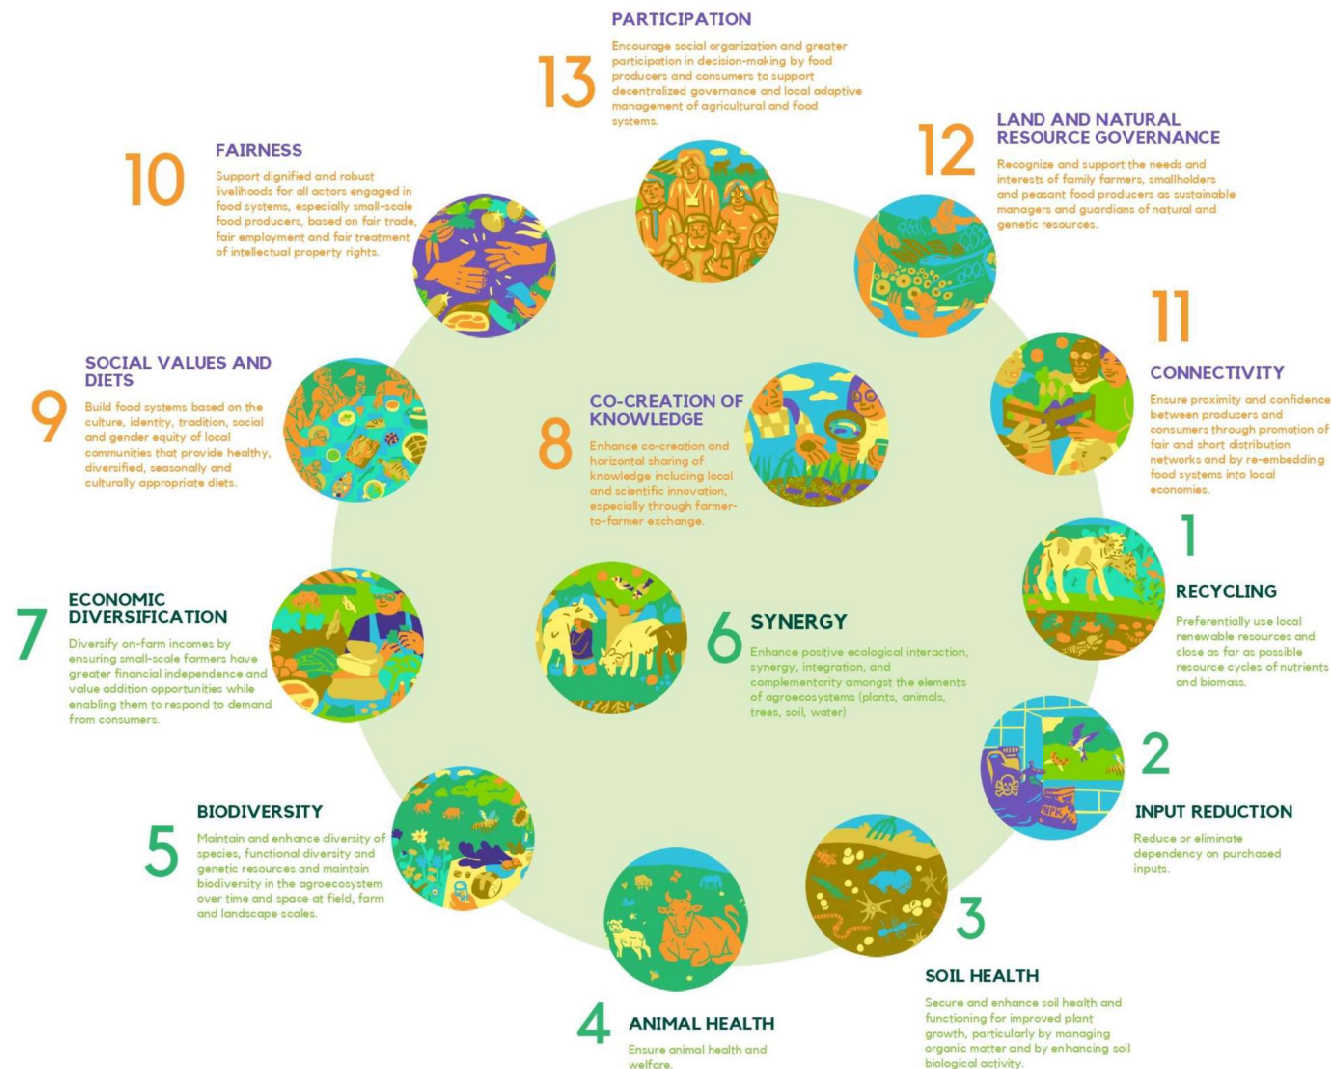 13
PARTICIPATION
Encourage social organization and greater
participation in decision-making by food
producers and consumers to support
decentralized governance and local adaptive
management of agricultural and food
systems.
12
LAND AND NATURAL
RESOURCE GOVERNANCE
Recognize and support the needs and
interests of family farmers, smallholders
and peasant food producers as sustainable
managers and guardians of natural and
genetic resources.
10
FAIRNESS
Support dignified and robust
livelihoods for all actors engaged in
food systems, especially small-scale
food producers, based on fair trade,
fair employment and fair treatment
of intellectual property rights.
11
CONNECTIVITY
Ensure proximity and confidence
between producers and
consumers through promotion of
fair and short distribution
networks and by re-embedding
food systems into local
economies.
9
SOCIAL VALUES AND
DIETS
Build food systems based on the
culture, identity, tradition, social
and gender equity of local
communities that provide healthy,
diversified, seasonally and
culturally appropriate diets.
8
CO-CREATION OF
KNOWLEDGE
Enhance co-creation and
horizontal sharing of
knowledge including local
and scientific innovation,
especially through farmer-
to-farmer exchange.
1
RECYCLING
Preferentially use local
renewable resources and
close as far as possible
resource cycles of nutrients
and biomass.
7
ECONOMIC
DIVERSIFICATION
Diversify on-farm incomes by
ensuring small-scale farmers have
greater financial independence and
value addition opportunities while
enabling them to respond to demand
from consumers.
6
SYNERGY
Enhance positive ecological interaction,
synergy, integration, and
complementarity amongst the elements
of agroecosystems (plants, animals,
trees, soil, water)
2
INPUT REDUCTION
Reduce or eliminate
dependency on purchased
inputs.
NPK
5
BIODIVERSITY
Maintain and enhance diversity of
species, functional diversity and
genetic resources and maintain
biodiversity in the agroecosystem
over time and space at field, farm
and landscape scales.
3
SOIL HEALTH
Secure and enhance soil health and
functioning for improved plant
growth, particularly by managing
organic matter and by enhancing soil
biological activity.
4
ANIMAL HEALTH
Ensure animal health and
welfare.